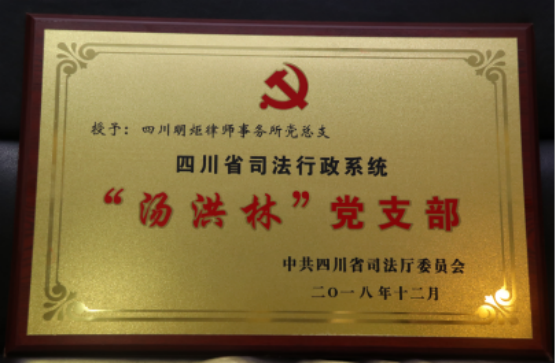 授予：四川明炬律师事务所党总支
四川省司法行政系统
“汤洪林”党支部
中共四川省司法厅委员会
二〇一八年十二月